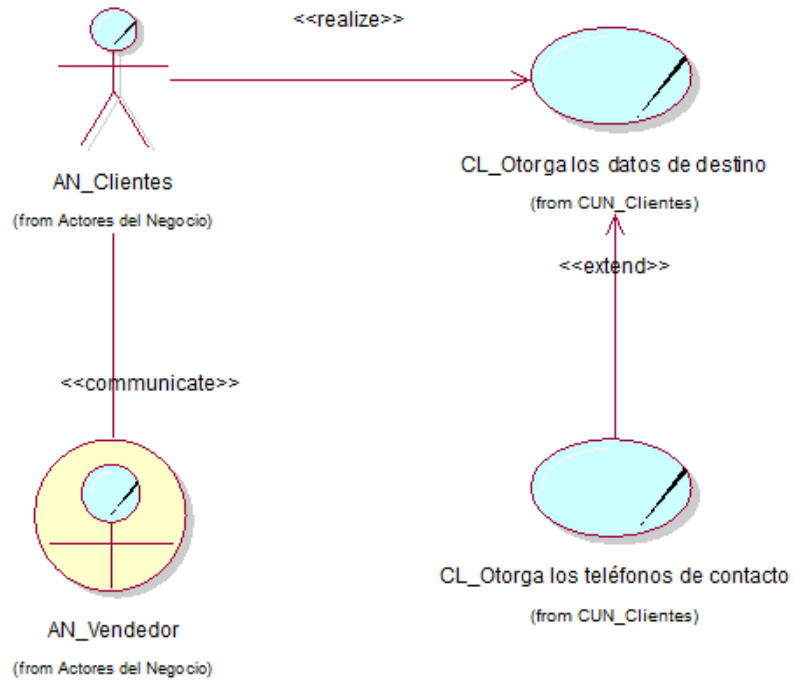 <<realize>>
AN_Clientes
(from Actores del Negocio)
CL_Otorga los datos de destino
(from CUN_Clientes)
<<extend>>
<<communicate>>
CL_Otorga los teléfonos de contacto
(from CUN_Clientes)
AN_Vendedor
(from Actores del Negocio)